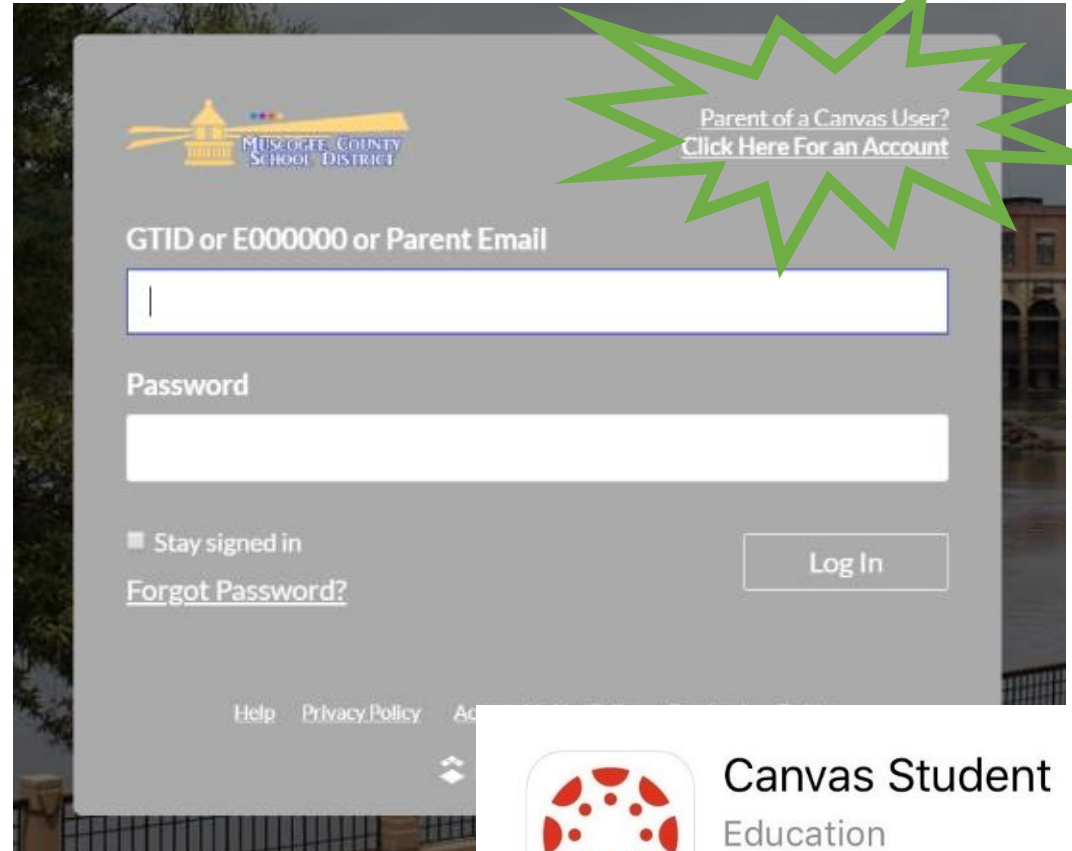 MUSCOGEE COUNTY
SCHOOL DISTRICT
Parent of a Canvas User?
Click Here For an Account
GTID or E000000 or Parent Email
Password
Stay signed in
Forgot Password?
Log In
Help Privacy Policy
Canvas Student
Education